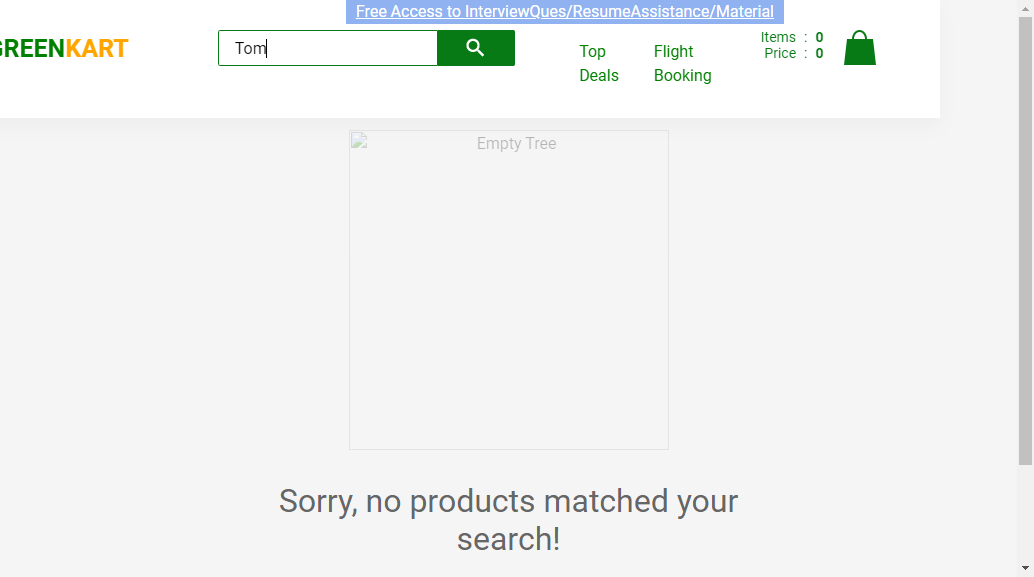 Free Access to InterviewQues/ResumeAssistance/Material
GREENKART
Tom
Top Deals
Flight Booking
Items : 0
Price : 0
Empty Tree
Sorry, no products matched your
search!